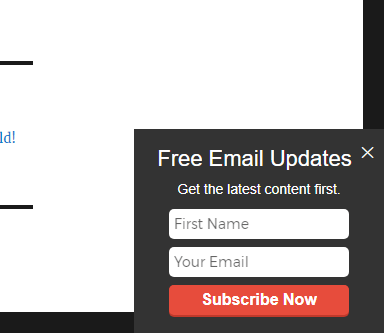 ld!
Free Email Updates
Get the latest content first.
First Name
Your Email
Subscribe Now